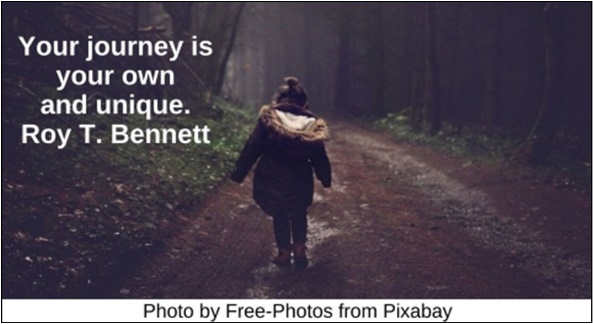 Your journey is
your own
and unique.
Roy T. Bennett
Photo by Free-Photos from Pixabay